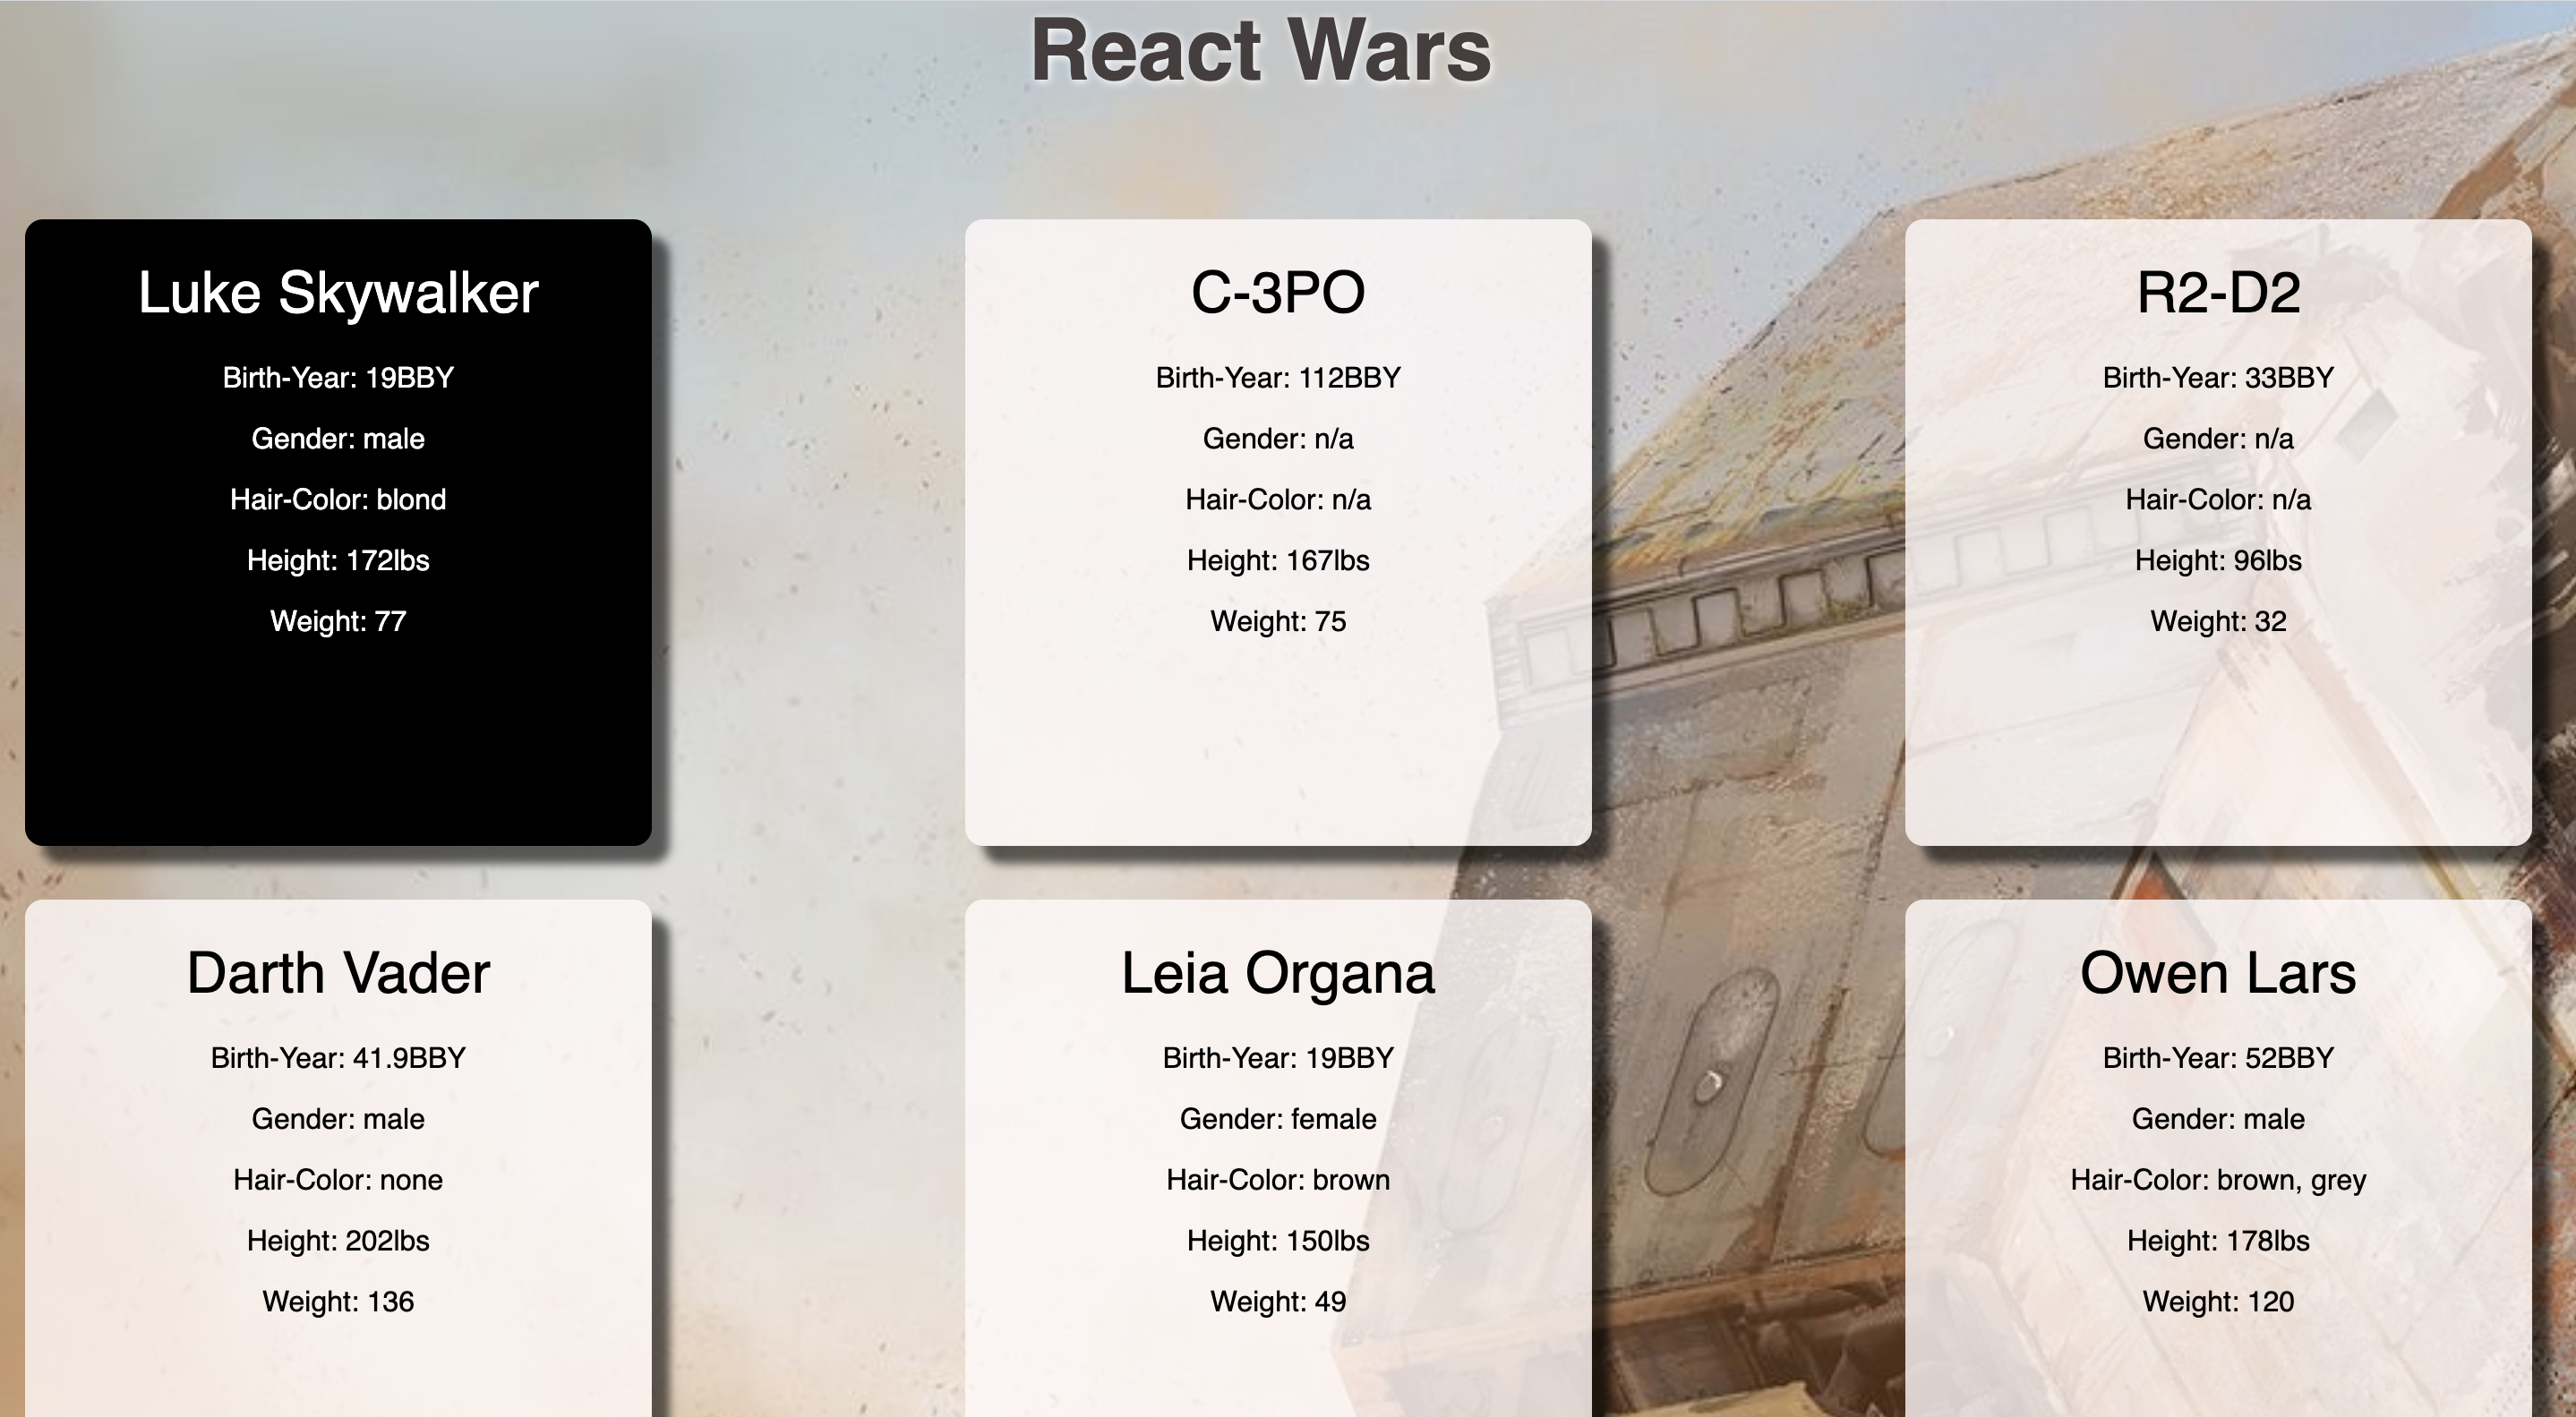 React Wars
Luke Skywalker
Birth-Year: 19BBY
Gender: male
Hair-Color: blond
Height: 172lbs
Weight: 77
C-3PO
Birth-Year: 112BBY
Gender: n/a
Hair-Color: n/a
Height: 167lbs
Weight: 75
R2-D2
Birth-Year: 33BBY
Gender: n/a
Hair-Color: n/a
Height: 96lbs
Weight: 32
Darth Vader
Birth-Year: 41.9BBY
Gender: male
Hair-Color: none
Height: 202lbs
Weight: 136
Leia Organa
Birth-Year: 19BBY
Gender: female
Hair-Color: brown
Height: 150lbs
Weight: 49
Owen Lars
Birth-Year: 52BBY
Gender: male
Hair-Color: brown, grey
Height: 178lbs
Weight: 120